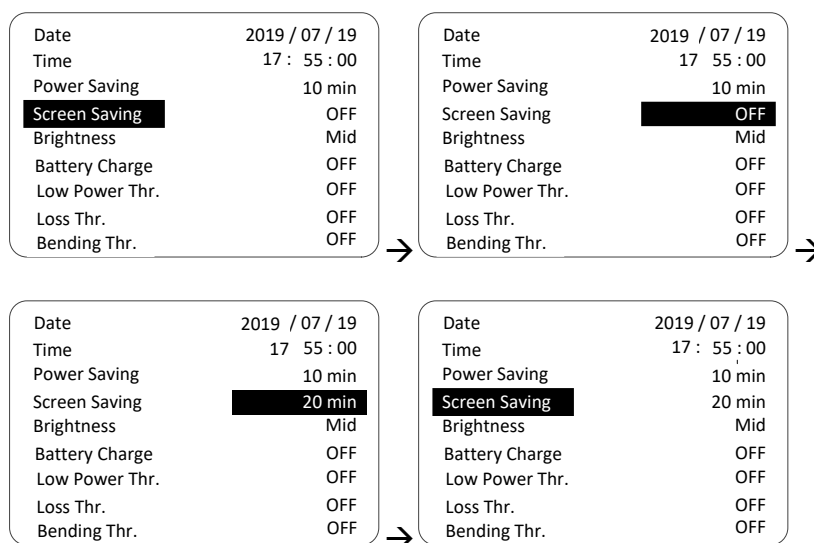 Date 2019 / 07 / 19
Time 17 : 55 : 00
Power Saving 10 min
Screen Saving OFF
Brightness Mid
Battery Charge OFF
Low Power Thr. OFF
Loss Thr. OFF
Bending Thr. OFF
→
Date 2019 / 07 / 19
Time 17 55 : 00
Power Saving 10 min
Screen Saving OFF
Brightness Mid
Battery Charge OFF
Low Power Thr. OFF
Loss Thr. OFF
Bending Thr. OFF
→
Date 2019 / 07 / 19
Time 17 55 : 00
Power Saving 10 min
Screen Saving 20 min
Brightness Mid
Battery Charge OFF
Low Power Thr. OFF
Loss Thr. OFF
Bending Thr. OFF
→
Date 2019 / 07 / 19
Time 17 : 55 : 00
Power Saving 10 min
Screen Saving 20 min
Brightness Mid
Battery Charge OFF
Low Power Thr. OFF
Loss Thr. OFF
Bending Thr. OFF